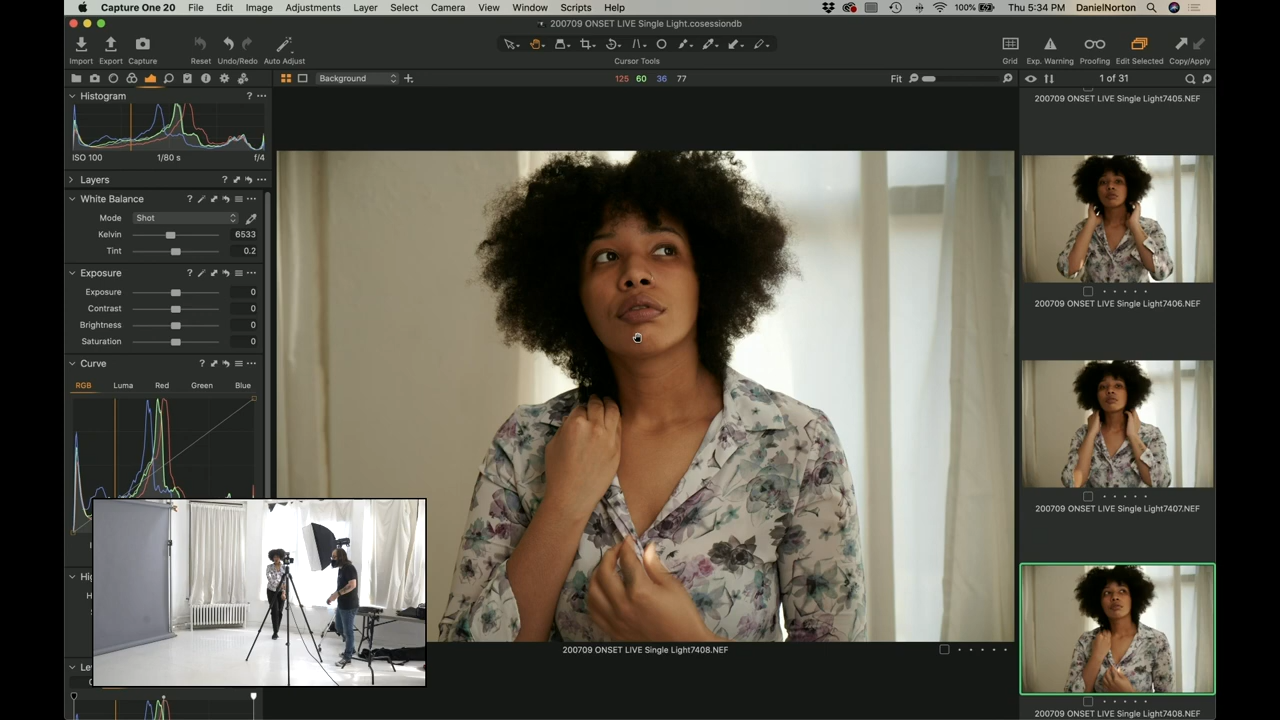 Capture One 20 File Edit Image Adjustments Layer Select Camera View Window Scripts Help 100% Thu 5:34 PM DanielNorton
200709 ONSET LIVE Single Light.cosessiondb
Import Export Capture Reset Undo/Redo Auto Adjust Cursor Tools Grid Exp. Warning Proofing Edit Selected Copy/Apply
Background 125 60 36 77 Fit 1 of 31
Histogram ? ...
ISO 100 1/80 s f/4
Layers ? ...
White Balance ? ...
Mode Shot
Kelvin 6533
Tint 0.2
Exposure ? ...
Exposure 0
Contrast 0
Brightness 0
Saturation 0
Curve ? ...
RGB Luma Red Green Blue
Hig
H
S
Lev
0
200709 ONSET LIVE Single Light7408.NEF
200709 ONSET LIVE Single Light7405.NEF
200709 ONSET LIVE Single Light7406.NEF
200709 ONSET LIVE Single Light7407.NEF
200709 ONSET LIVE Single Light7408.NEF